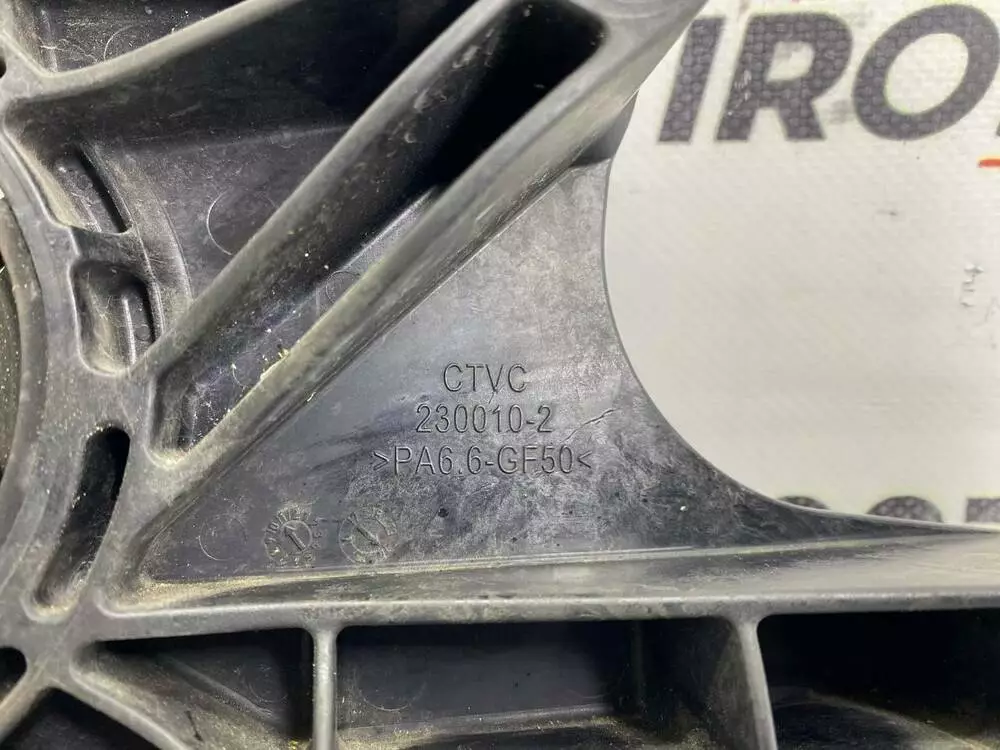 IRO
CTVC
230010-2
>PA6.6-GF50<